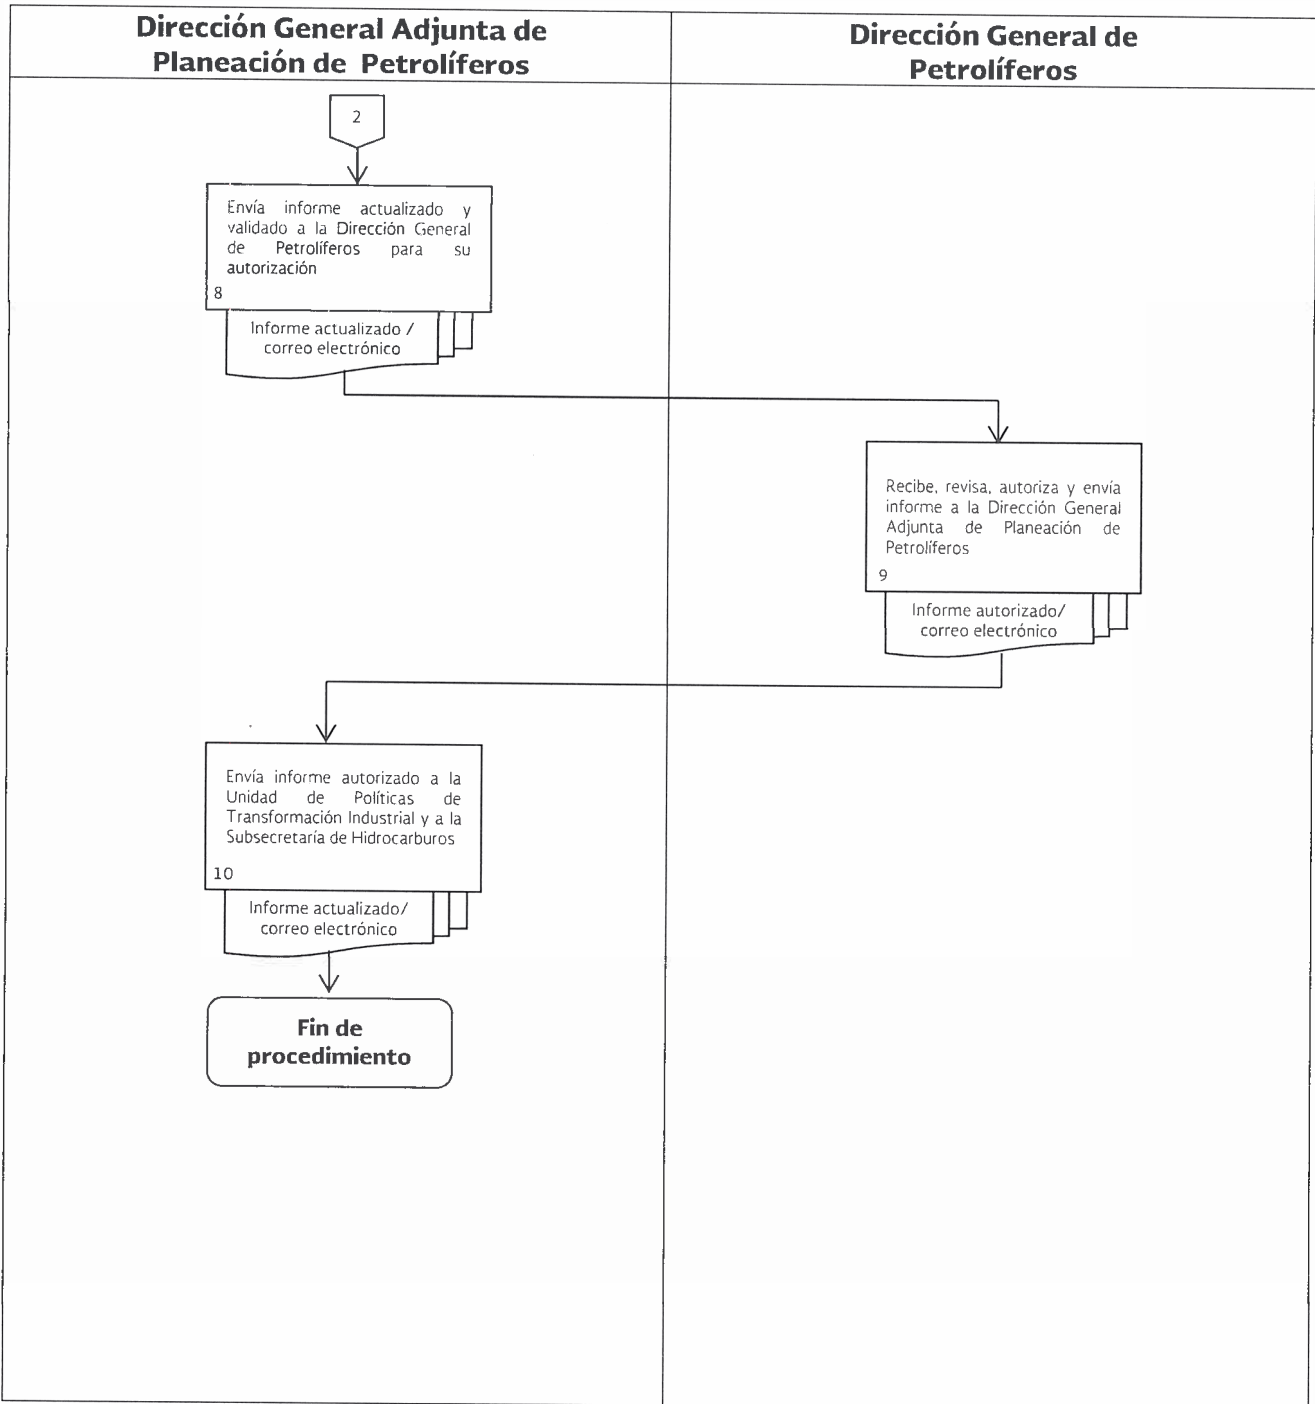 Dirección General Adjunta de
Planeación de Petrolíferos
Dirección General de
Petrolíferos
2
Envía informe actualizado y
validado a la Dirección General
de Petrolíferos para su
autorización
8
Informe actualizado /
correo electrónico
Recibe, revisa, autoriza y envía
informe a la Dirección General
Adjunta de Planeación de
Petrolíferos
9
Informe autorizado/
correo electrónico
Envía informe autorizado a la
Unidad de Políticas de
Transformación Industrial y a la
Subsecretaría de Hidrocarburos
10
Informe actualizado/
correo electrónico
Fin de
procedimiento